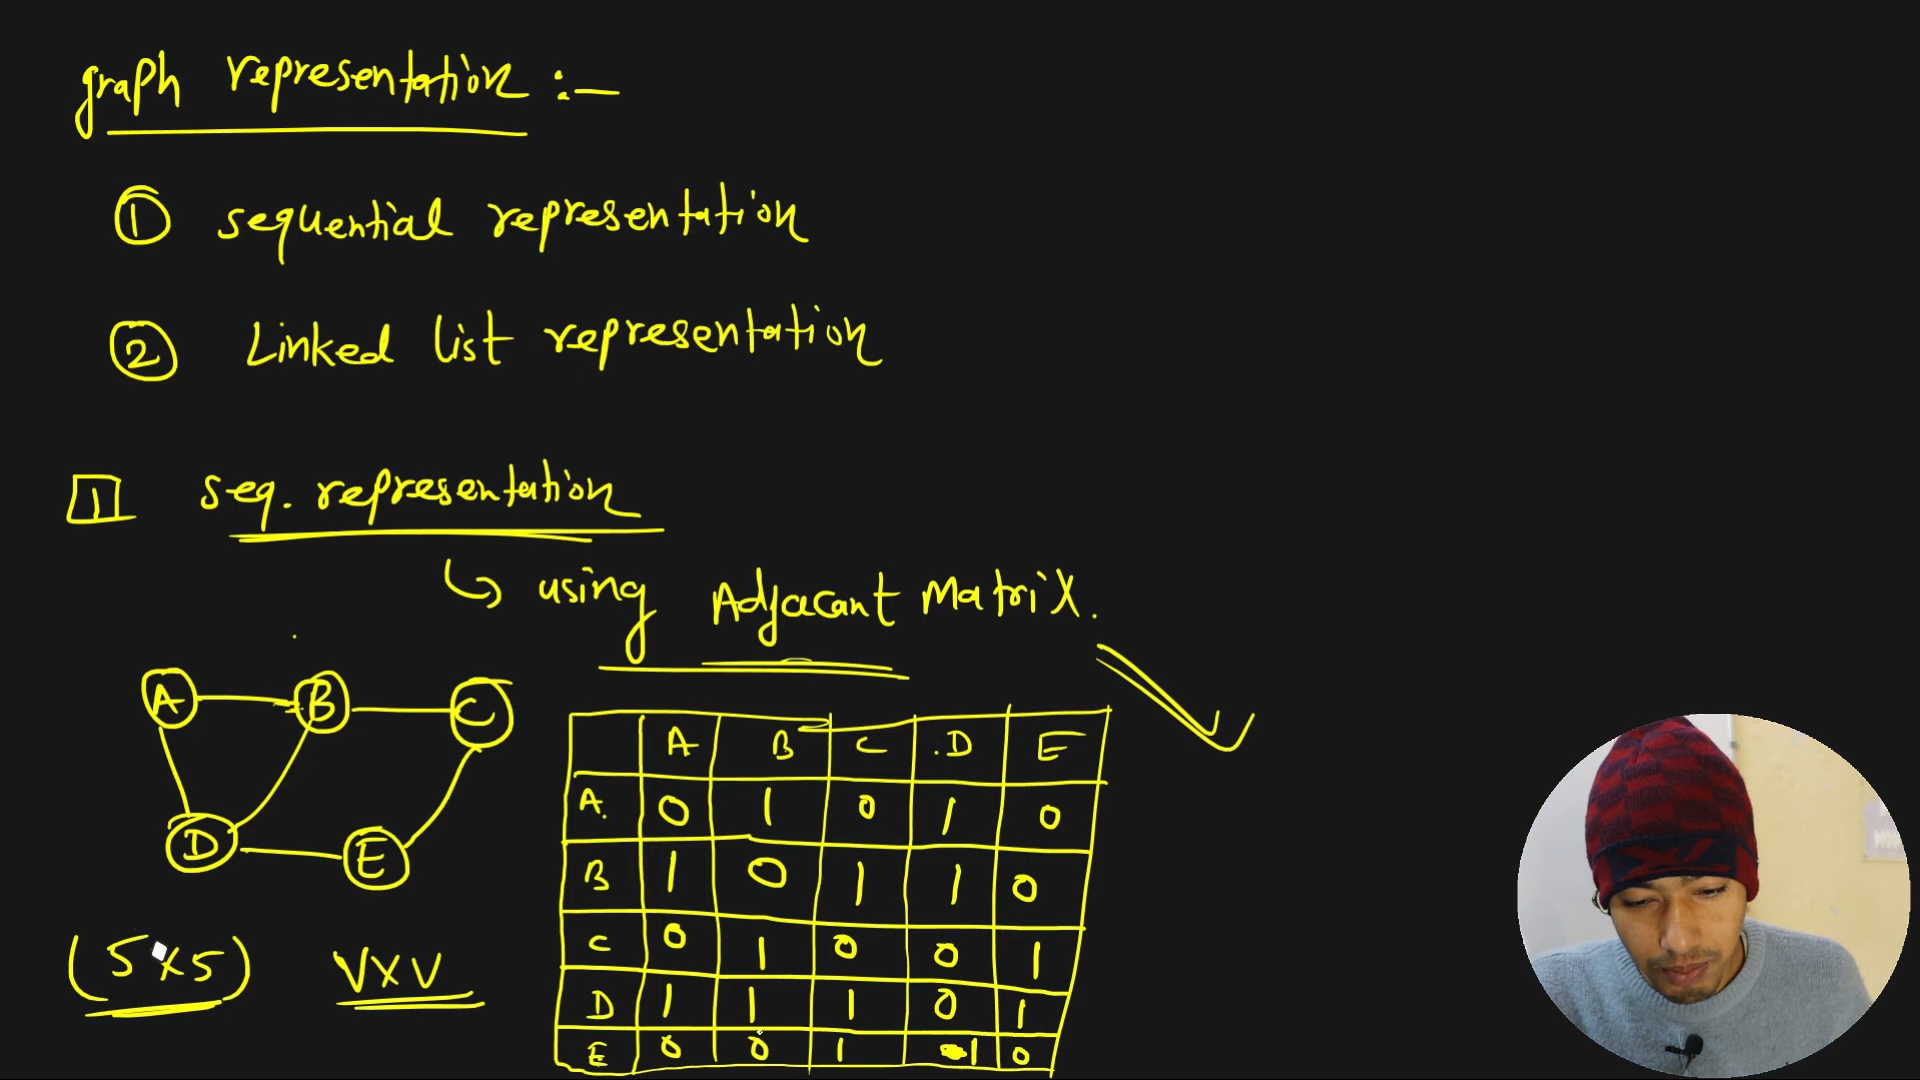 graph representation :-
① sequential representation
② Linked list representation
1 seq. representation
↳ using Adjacant Matrix.
A B C
D E
(5x5) VXV
A B C .D E
A. 0 1 0 1 0
B 1 0 1 1 0
C 0 1 0 0 1
D 1 1 1 0 1
E 0 0 1 1 0